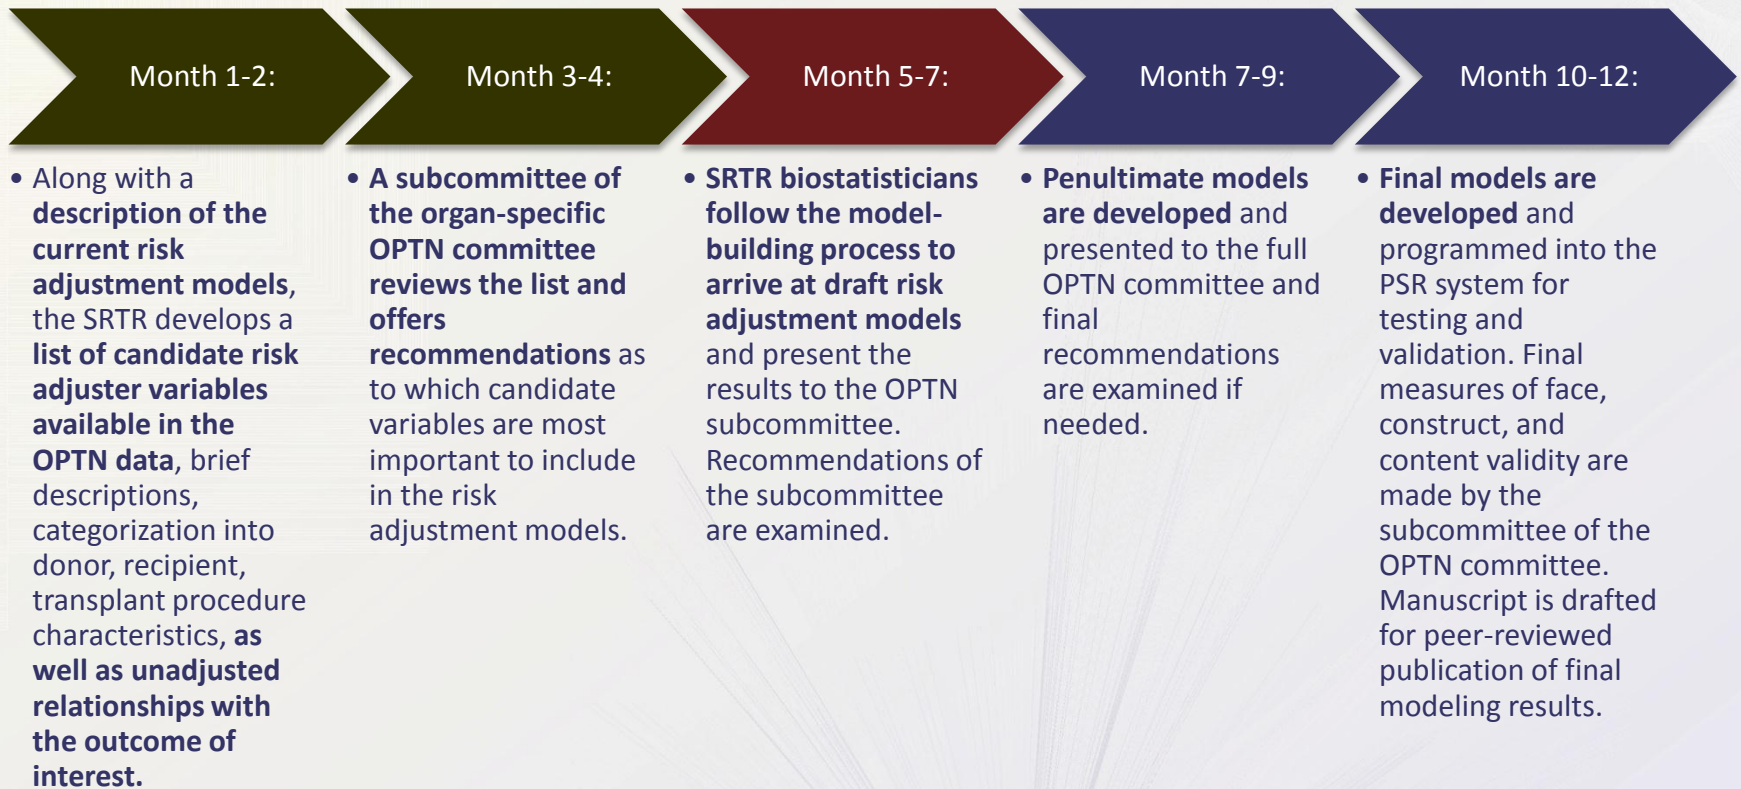 Month 1-2:
Month 3-4:
Month 5-7:
Month 7-9:
Month 10-12:
• Along with a
description of the
current risk
adjustment models,
the SRTR develops a
list of candidate risk
adjuster variables
available in the
OPTN data, brief
descriptions,
categorization into
donor, recipient,
transplant procedure
characteristics, as
well as unadjusted
relationships with
the outcome of
interest.
• A subcommittee of
the organ-specific
OPTN committee
reviews the list and
offers
recommendations as
to which candidate
variables are most
important to include
in the risk
adjustment models.
• SRTR biostatisticians
follow the model-
building process to
arrive at draft risk
adjustment models
and present the
results to the OPTN
subcommittee.
Recommendations of
the subcommittee
are examined.
• Penultimate models
are developed and
presented to the full
OPTN committee and
final
recommendations
are examined if
needed.
• Final models are
developed and
programmed into the
PSR system for
testing and
validation. Final
measures of face,
construct, and
content validity are
made by the
subcommittee of the
OPTN committee.
Manuscript is drafted
for peer-reviewed
publication of final
modeling results.